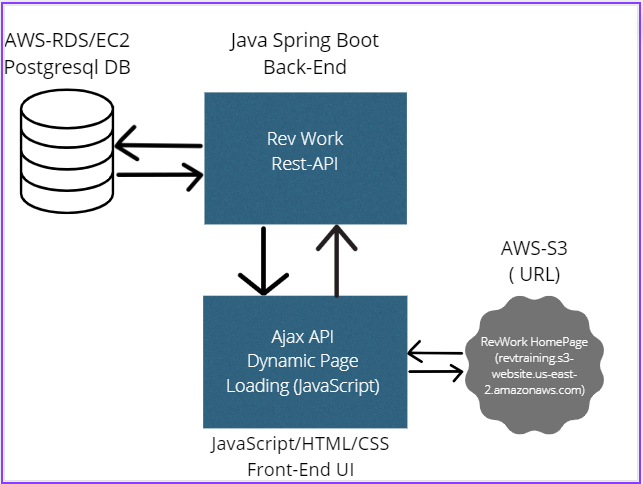 AWS-RDS/EC2
Postgresql DB
Java Spring Boot
Back-End
Rev Work
Rest-API
AWS-S3
( URL)
Ajax API
Dynamic Page
Loading (JavaScript)
RevWork HomePage
(revtraining.s3-
website.us-east-
2.amazonaws.com)
JavaScript/HTML/CSS
Front-End UI